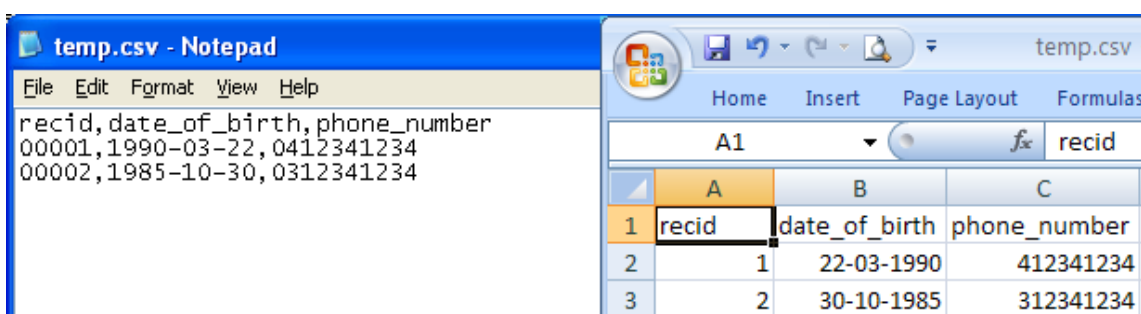 temp.csv - Notepad
File Edit Format View Help
recid,date_of_birth,phone_number
00001,1990-03-22,0412341234
00002,1985-10-30,0312341234
temp.csv
Home Insert Page Layout Formulas
A1 fx recid
A B C
1 recid date_of_birth phone_number
2 1 22-03-1990 412341234
3 2 30-10-1985 312341234